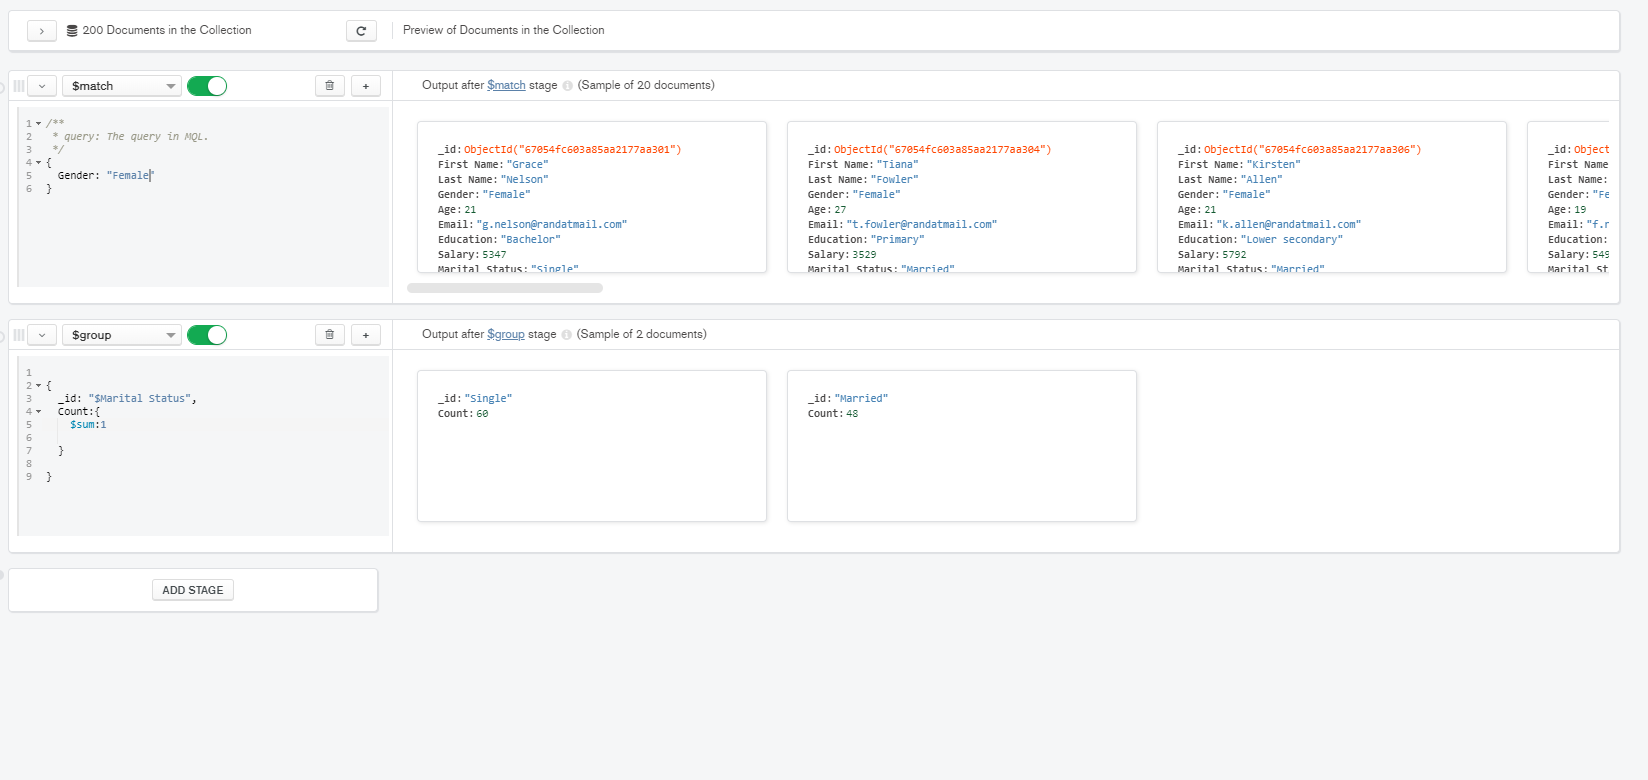 200 Documents in the Collection
Preview of Documents in the Collection
$match
Output after $match stage (Sample of 20 documents)
1 /**
2 * query: The query in MQL.
3 */
4 {
5 Gender: "Female"
6 }
_id: ObjectId("67054fc603a85aa2177aa301")
First Name: "Grace"
Last Name: "Nelson"
Gender: "Female"
Age: 21
Email: "g.nelson@randatmail.com"
Education: "Bachelor"
Salary: 5347
Marital Status: "Single"
_id: ObjectId("67054fc603a85aa2177aa304")
First Name: "Tiana"
Last Name: "Fowler"
Gender: "Female"
Age: 27
Email: "t.fowler@randatmail.com"
Education: "Primary"
Salary: 3529
Marital Status: "Married"
_id: ObjectId("67054fc603a85aa2177aa306")
First Name: "Kirsten"
Last Name: "Allen"
Gender: "Female"
Age: 21
Email: "k.allen@randatmail.com"
Education: "Lower secondary"
Salary: 5792
Marital Status: "Married"
_id: Object
First Name
Last Name:
Gender: "Fe
Age: 19
Email: "f.r
Education:
Salary: 549
Marital St
$group
Output after $group stage (Sample of 2 documents)
1
2 {
3 _id: "$Marital Status",
4 Count:{
5 $sum:1
6
7 }
8
9 }
_id: "Single"
Count: 60
_id: "Married"
Count: 48
ADD STAGE